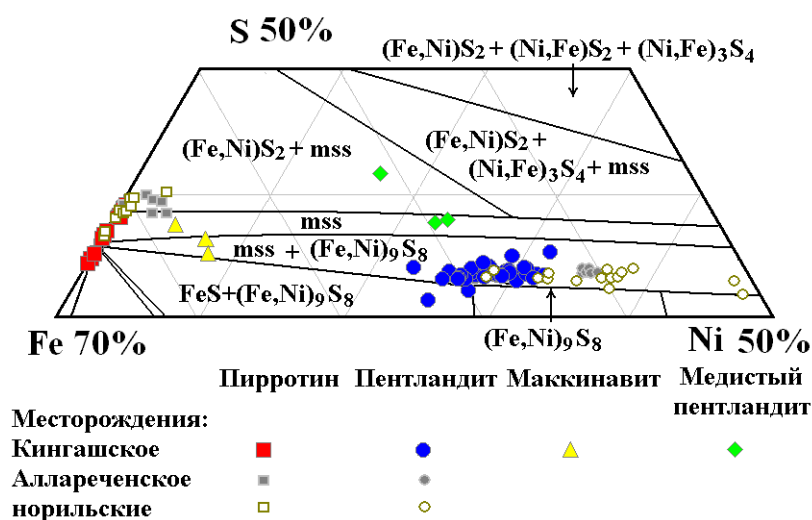 S 50%
(Fe,Ni)S2 + (Ni,Fe)S2 + (Ni,Fe)3S4
(Fe,Ni)S2 + mss
(Fe,Ni)S2 +
(Ni,Fe)3S4 + mss
mss
mss + (Fe,Ni)9S8
FeS+(Fe,Ni)9S8
Fe 70%
(Fe,Ni)9S8
Ni 50%
Пирротин Пентландит Маккинавит Медистый
пентландит
Месторождения:
Кингашское
Аллареченское
норильские